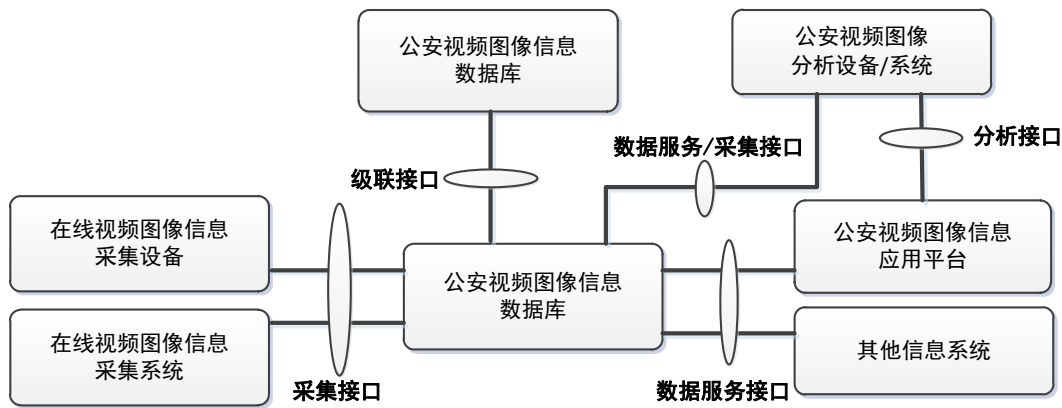 公安视频图像信息
数据库
公安视频图像
分析设备/系统
数据服务/采集接口
分析接口
级联接口
在线视频图像信息
采集设备
公安视频图像信息
数据库
公安视频图像信息
应用平台
在线视频图像信息
采集系统
其他信息系统
采集接口
数据服务接口